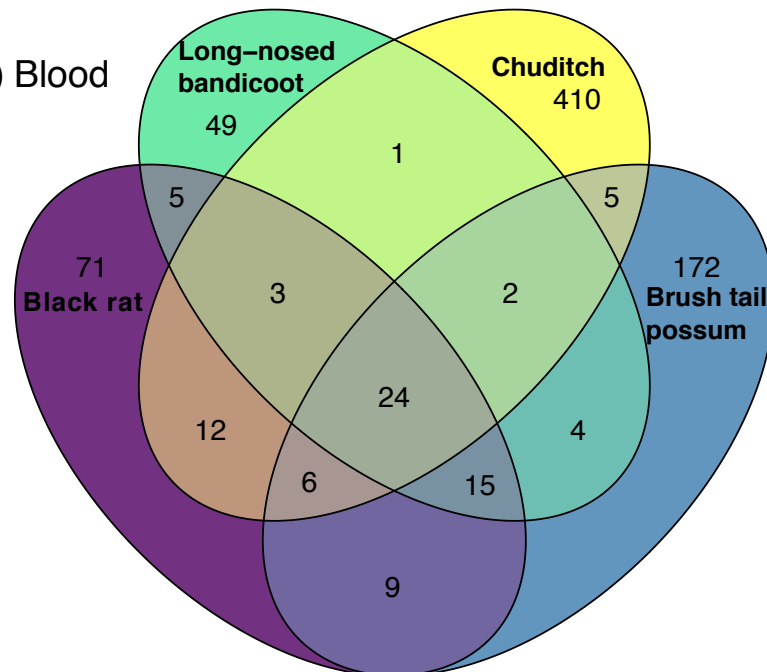 ) Blood
Long−nosed
bandicoot
49
Chuditch
410
1
5
5
71
Black rat
172
Brush tail
possum
3
2
24
12
4
6
15
9